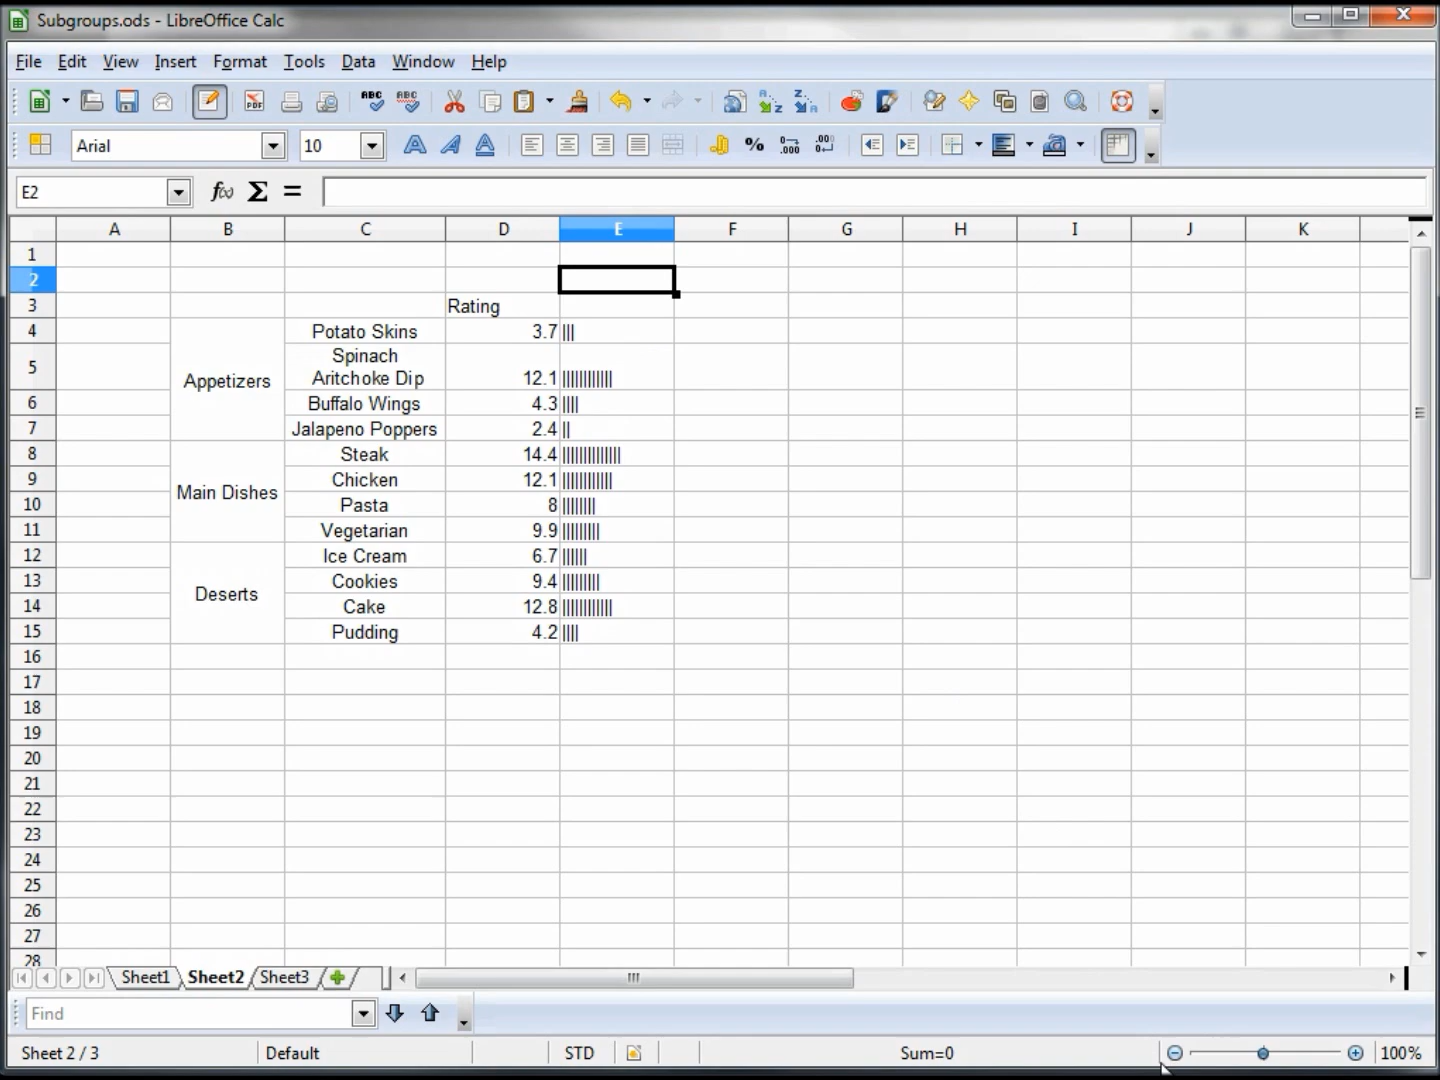 Subgroups.ods - LibreOffice Calc
File Edit View Insert Format Tools Data Window Help
PDF ABC ABC A Z Z A
Arial 10 A A A % .000 .000
E2 f(x) Σ =
A B C D E F G H I J K
1
2
3 Rating
4 Potato Skins 3.7 |||
Spinach
5 Appetizers Aritchoke Dip 12.1 ||||||||||||
6 Buffalo Wings 4.3 ||||
7 Jalapeno Poppers 2.4 ||
8 Steak 14.4 ||||||||||||||
9 Main Dishes Chicken 12.1 ||||||||||||
10 Pasta 8 ||||||||
11 Vegetarian 9.9 |||||||||
12 Ice Cream 6.7 ||||||
13 Deserts Cookies 9.4 |||||||||
14 Cake 12.8 ||||||||||||
15 Pudding 4.2 ||||
16
17
18
19
20
21
22
23
24
25
26
27
28
Sheet1 Sheet2 Sheet3
Find
Sheet 2 / 3 Default STD Sum=0 100%